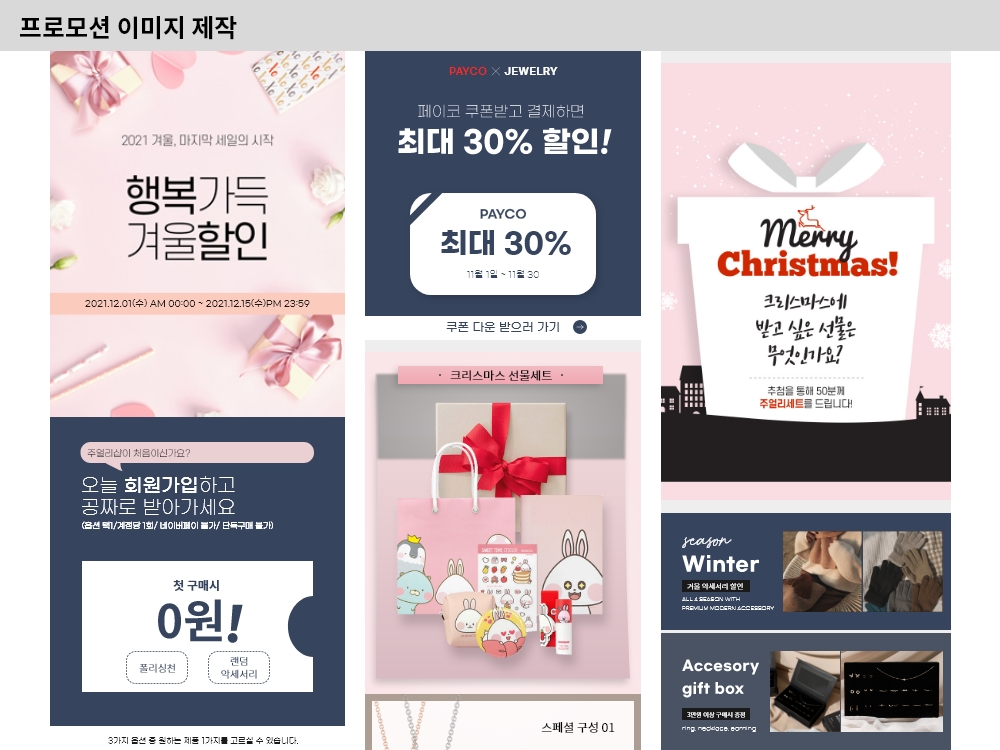 프로모션 이미지 제작
2021 겨울, 마지막 세일의 시작
행복가득
겨울할인
2021.12.01(수) AM 00:00 ~ 2021.12.15(수)PM 23:59
주얼리샵이 처음이신가요?
오늘 회원가입하고
공짜로 받아가세요
(옵션 택1/계정당 1회/ 네이버페이 불가/ 단독구매 불가)
첫 구매시
0원!
폴리싱천
랜덤
악세서리
3가지 옵션 중 원하는 제품 1가지를 고르실 수 있습니다.
PAYCO × JEWELRY
페이코 쿠폰받고 결제하면
최대 30% 할인!
PAYCO
최대 30%
11월 1일 ~ 11월 30
쿠폰 다운 받으러 가기
· 크리스마스 선물세트 ·
스페셜 구성 01
Merry
Christmas!
크리스마스에
받고 싶은 선물은
무엇인가요?
추첨을 통해 50분께
주얼리세트를 드립니다!
season
Winter
겨울 악세서리 할인
ALL A SEASON WITH
PREMIUM MODERN ACCESSORY
Accesory
gift box
3만원 이상 구매시 증정
ring, necklace, earring